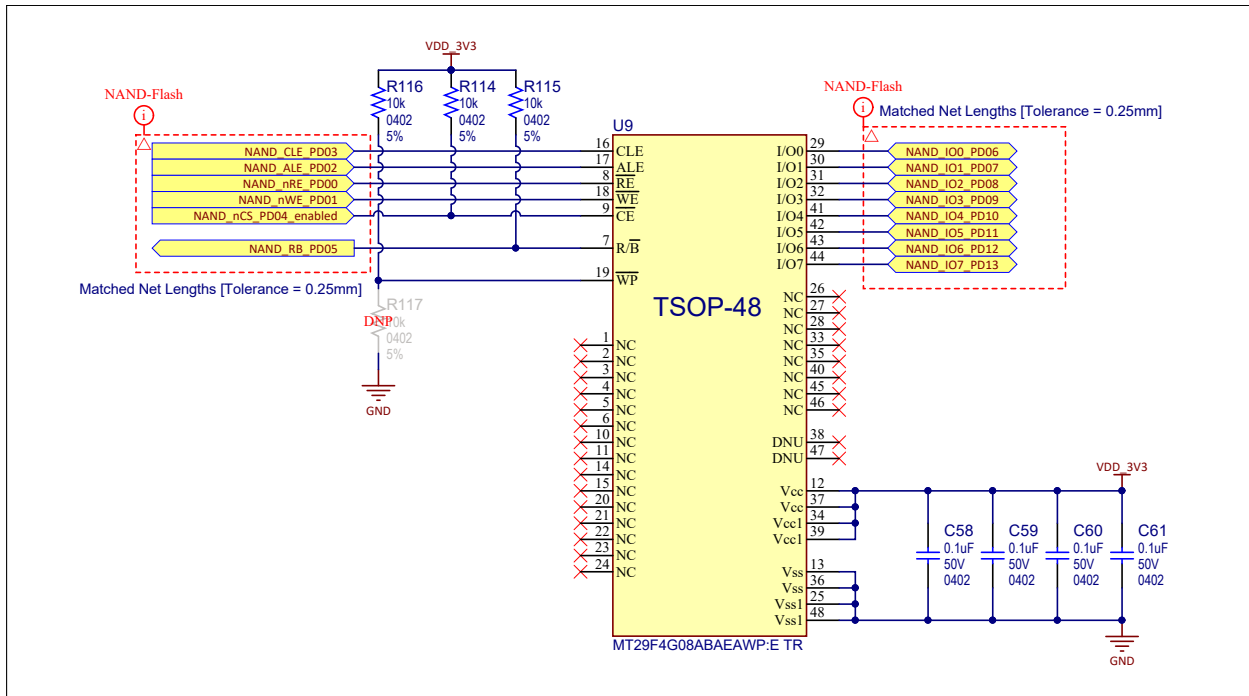 VDD_3V3
R116
10k
0402
5%
R114
10k
0402
5%
R115
10k
0402
5%
NAND-Flash
i
NAND_CLE_PD03
NAND_ALE_PD02
NAND_nRE_PD00
NAND_nWE_PD01
NAND_nCS_PD04_enabled
NAND_RB_PD05
Matched Net Lengths [Tolerance = 0.25mm]
R117
10k
DNP
0402
5%
GND
U9
16 CLE
17 ALE
8 RE
18 WE
9 CE
7 R/B
19 WP
1 NC
2 NC
3 NC
4 NC
5 NC
6 NC
10 NC
11 NC
14 NC
15 NC
20 NC
21 NC
22 NC
23 NC
24 NC
TSOP-48
I/O0 29
I/O1 30
I/O2 31
I/O3 32
I/O4 41
I/O5 42
I/O6 43
I/O7 44
NC 26
NC 27
NC 28
NC 33
NC 35
NC 40
NC 45
NC 46
DNU 38
DNU 47
Vcc 12
Vcc 37
Vcc1 34
Vcc1 39
Vss 13
Vss 36
Vss1 25
Vss1 48
MT29F4G08ABAEAWP:E TR
NAND-Flash
i
Matched Net Lengths [Tolerance = 0.25mm]
NAND_IO0_PD06
NAND_IO1_PD07
NAND_IO2_PD08
NAND_IO3_PD09
NAND_IO4_PD10
NAND_IO5_PD11
NAND_IO6_PD12
NAND_IO7_PD13
VDD_3V3
C58
0.1uF
50V
0402
C59
0.1uF
50V
0402
C60
0.1uF
50V
0402
C61
0.1uF
50V
0402
GND